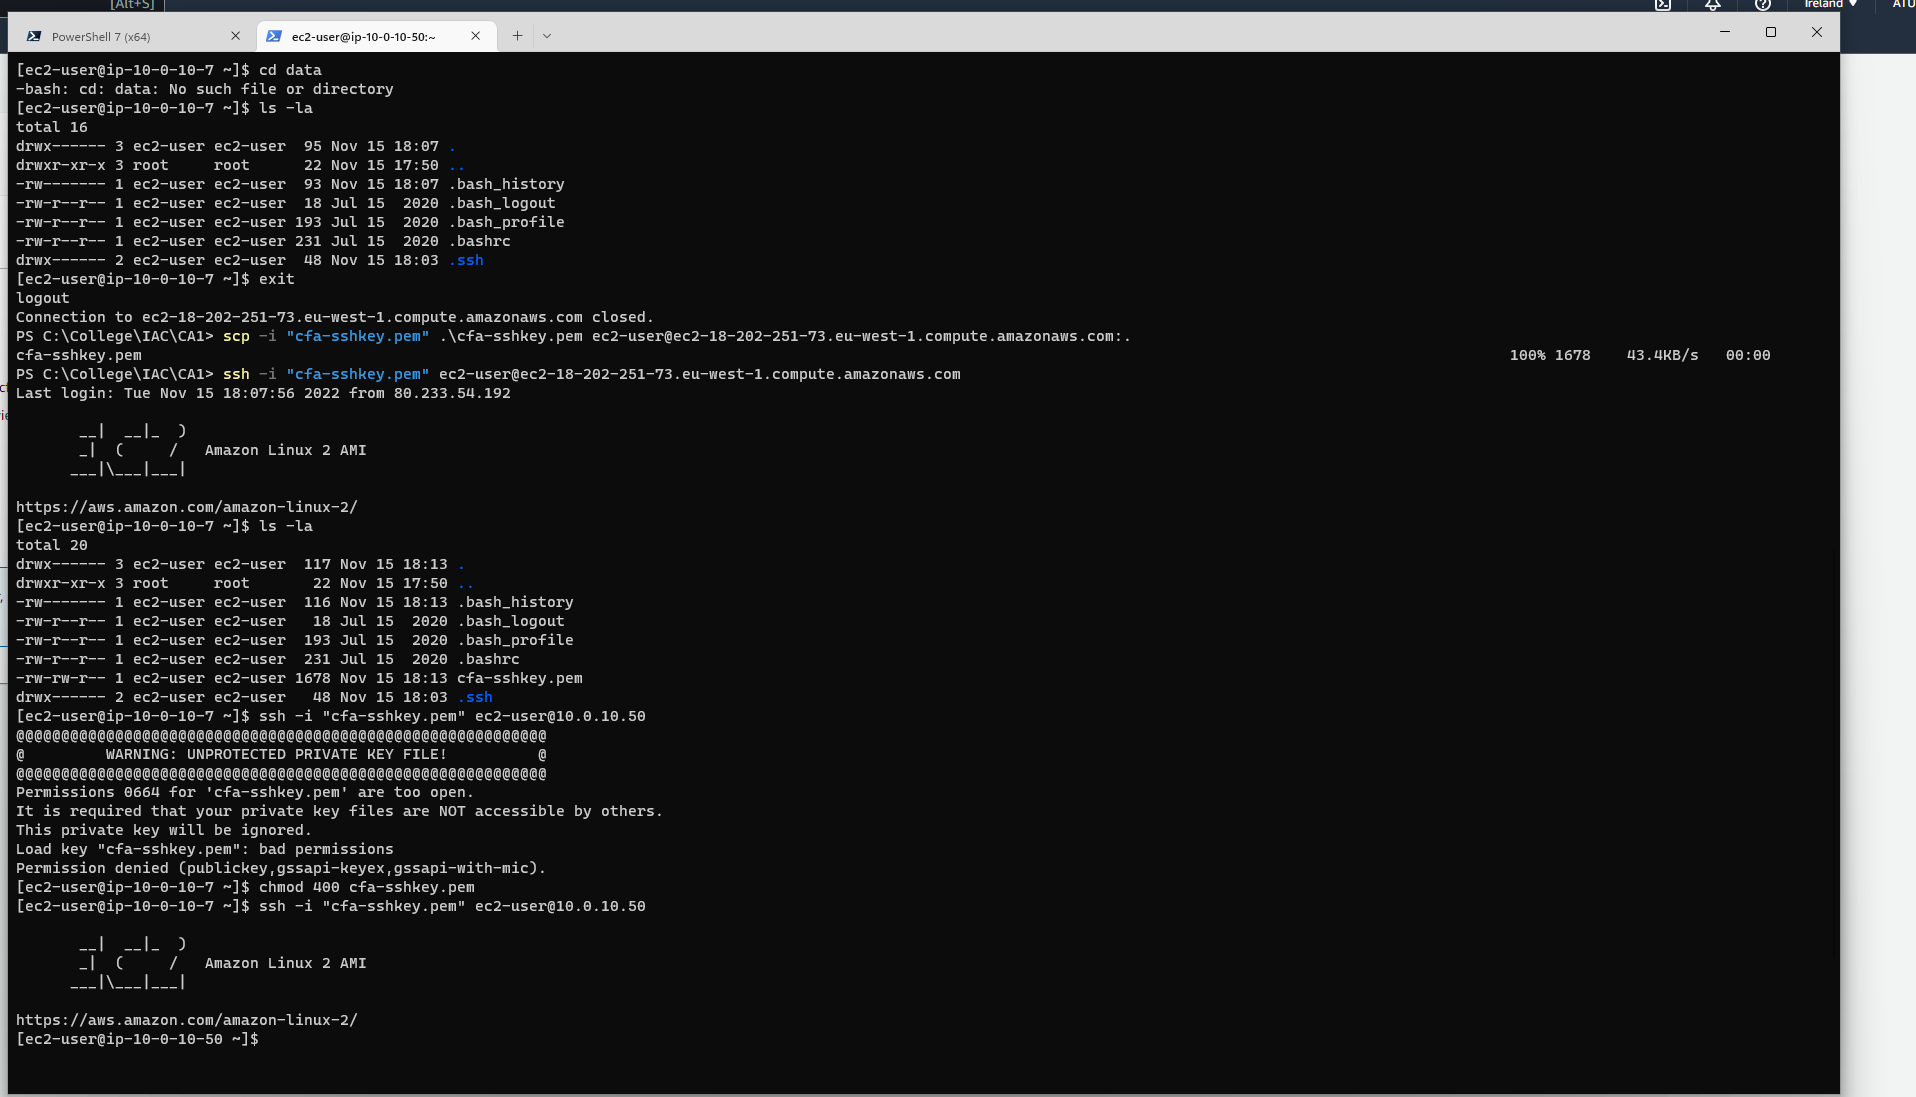 [Alt+S]
Ireland ▼
ATU
PowerShell 7 (x64)
ec2-user@ip-10-0-10-50:~
[ec2-user@ip-10-0-10-7 ~]$ cd data
-bash: cd: data: No such file or directory
[ec2-user@ip-10-0-10-7 ~]$ ls -la
total 16
drwx------ 3 ec2-user ec2-user  95 Nov 15 18:07 .
drwxr-xr-x 3 root     root      22 Nov 15 17:50 ..
-rw------- 1 ec2-user ec2-user  93 Nov 15 18:07 .bash_history
-rw-r--r-- 1 ec2-user ec2-user  18 Jul 15  2020 .bash_logout
-rw-r--r-- 1 ec2-user ec2-user 193 Jul 15  2020 .bash_profile
-rw-r--r-- 1 ec2-user ec2-user 231 Jul 15  2020 .bashrc
drwx------ 2 ec2-user ec2-user  48 Nov 15 18:03 .ssh
[ec2-user@ip-10-0-10-7 ~]$ exit
logout
Connection to ec2-18-202-251-73.eu-west-1.compute.amazonaws.com closed.
PS C:\College\IAC\CA1> scp -i "cfa-sshkey.pem" .\cfa-sshkey.pem ec2-user@ec2-18-202-251-73.eu-west-1.compute.amazonaws.com:.
cfa-sshkey.pem 100% 1678 43.4KB/s 00:00
PS C:\College\IAC\CA1> ssh -i "cfa-sshkey.pem" ec2-user@ec2-18-202-251-73.eu-west-1.compute.amazonaws.com
Last login: Tue Nov 15 18:07:56 2022 from 80.233.54.192
       __|  __|_  )
       _|  (     /   Amazon Linux 2 AMI
      ___|\___|___|
https://aws.amazon.com/amazon-linux-2/
[ec2-user@ip-10-0-10-7 ~]$ ls -la
total 20
drwx------ 3 ec2-user ec2-user  117 Nov 15 18:13 .
drwxr-xr-x 3 root     root       22 Nov 15 17:50 ..
-rw------- 1 ec2-user ec2-user  116 Nov 15 18:13 .bash_history
-rw-r--r-- 1 ec2-user ec2-user   18 Jul 15  2020 .bash_logout
-rw-r--r-- 1 ec2-user ec2-user  193 Jul 15  2020 .bash_profile
-rw-r--r-- 1 ec2-user ec2-user  231 Jul 15  2020 .bashrc
-rw-rw-r-- 1 ec2-user ec2-user 1678 Nov 15 18:13 cfa-sshkey.pem
drwx------ 2 ec2-user ec2-user   48 Nov 15 18:03 .ssh
[ec2-user@ip-10-0-10-7 ~]$ ssh -i "cfa-sshkey.pem" ec2-user@10.0.10.50
@@@@@@@@@@@@@@@@@@@@@@@@@@@@@@@@@@@@@@@@@@@@@@@@@@@@@@@@@@@
@         WARNING: UNPROTECTED PRIVATE KEY FILE!          @
@@@@@@@@@@@@@@@@@@@@@@@@@@@@@@@@@@@@@@@@@@@@@@@@@@@@@@@@@@@
Permissions 0664 for 'cfa-sshkey.pem' are too open.
It is required that your private key files are NOT accessible by others.
This private key will be ignored.
Load key "cfa-sshkey.pem": bad permissions
Permission denied (publickey,gssapi-keyex,gssapi-with-mic).
[ec2-user@ip-10-0-10-7 ~]$ chmod 400 cfa-sshkey.pem
[ec2-user@ip-10-0-10-7 ~]$ ssh -i "cfa-sshkey.pem" ec2-user@10.0.10.50
       __|  __|_  )
       _|  (     /   Amazon Linux 2 AMI
      ___|\___|___|
https://aws.amazon.com/amazon-linux-2/
[ec2-user@ip-10-0-10-50 ~]$